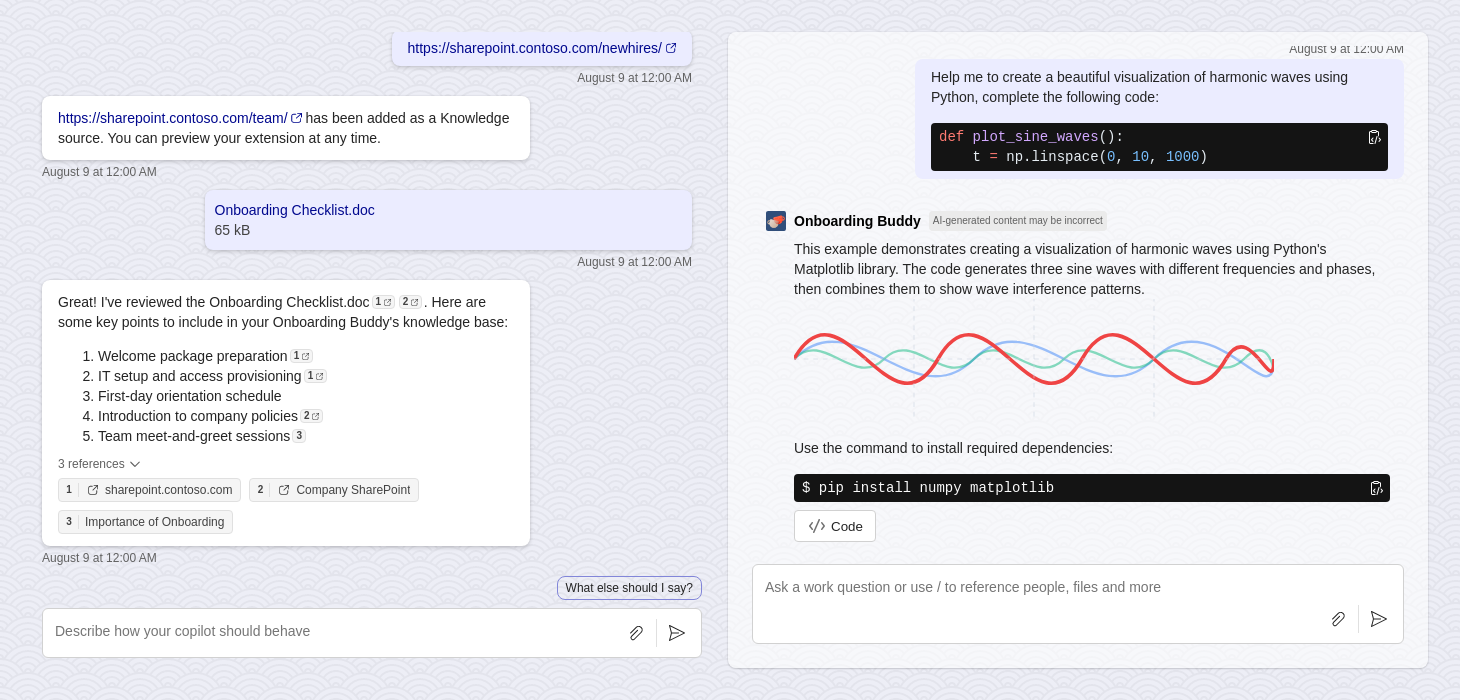 https://sharepoint.contoso.com/newhires/
August 9 at 12:00 AM
https://sharepoint.contoso.com/team/ has been added as a Knowledge
source. You can preview your extension at any time.
August 9 at 12:00 AM
Onboarding Checklist.doc
65 kB
August 9 at 12:00 AM
Great! I've reviewed the Onboarding Checklist.doc 1 2 . Here are
some key points to include in your Onboarding Buddy's knowledge base:
1. Welcome package preparation 1
2. IT setup and access provisioning 1
3. First-day orientation schedule
4. Introduction to company policies 2
5. Team meet-and-greet sessions 3
3 references
1 sharepoint.contoso.com 2 Company SharePoint
3 Importance of Onboarding
August 9 at 12:00 AM
What else should I say?
Describe how your copilot should behave
August 9 at 12:00 AM
Help me to create a beautiful visualization of harmonic waves using
Python, complete the following code:
def plot_sine_waves():
    t = np.linspace(0, 10, 1000)
Onboarding Buddy AI-generated content may be incorrect
This example demonstrates creating a visualization of harmonic waves using Python's
Matplotlib library. The code generates three sine waves with different frequencies and phases,
then combines them to show wave interference patterns.
Use the command to install required dependencies:
$ pip install numpy matplotlib
Code
Ask a work question or use / to reference people, files and more